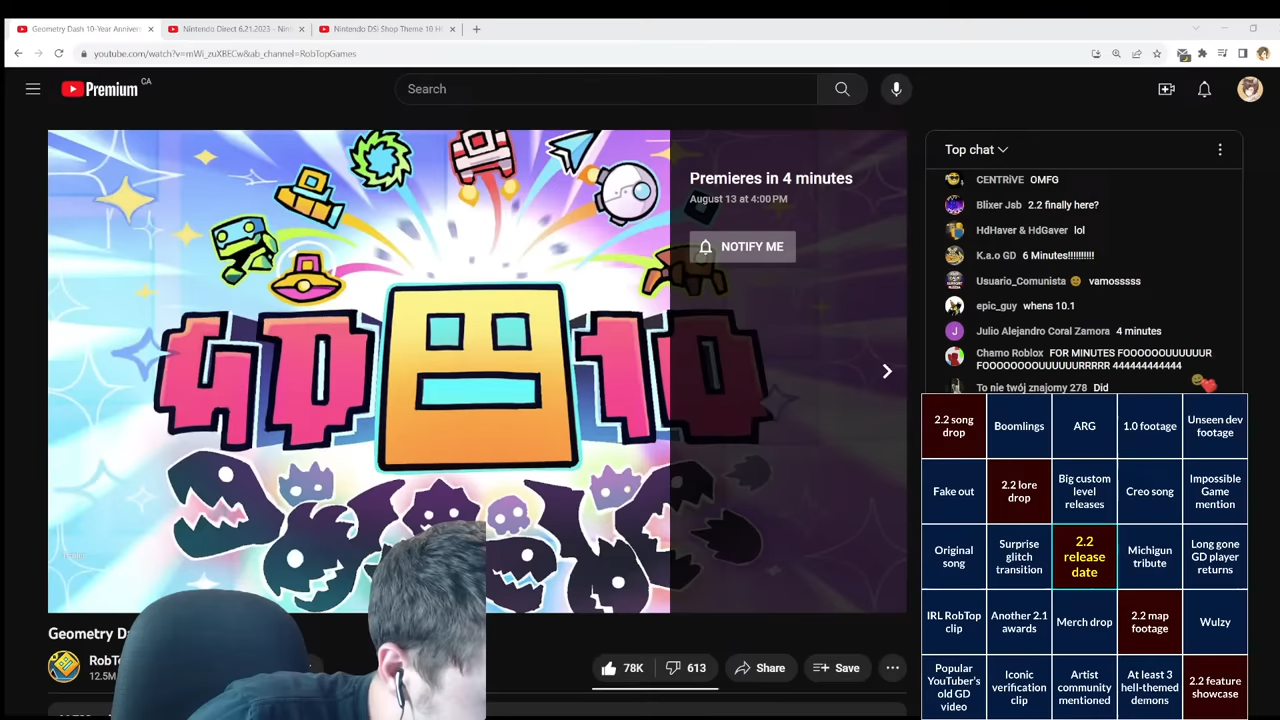 Geometry Dash 10-Year Anniver
Nintendo Direct 6.21.2023 - Nin
Nintendo DSi Shop Theme 10 H
youtube.com/watch?v=mWi_zuXBECw&ab_channel=RobTopGames
Premium CA
Search
Premieres in 4 minutes
August 13 at 4:00 PM
NOTIFY ME
GD 10
Top chat
CENTRiVE OMFG
Blixer Jsb 2.2 finally here?
HdHaver & HdGaver lol
K.a.o GD 6 Minutes!!!!!!!!!!
Usuario_Comunista vamosssss
epic_guy whens 10.1
J Julio Alejandro Coral Zamora 4 minutes
Chamo Roblox FOR MINUTES FOOOOOUUUUUUR
FOOOOOOOUUUUUURRRRR 44444444444
To nie twój znajomy 278 Did
2.2 song
drop
Boomlings
ARG
1.0 footage
Unseen dev
footage
Fake out
2.2 lore
drop
Big custom
level
releases
Creo song
Impossible
Game
mention
Original
song
Surprise
glitch
transition
2.2
release
date
Michigun
tribute
Long gone
GD player
returns
IRL RobTop
clip
Another 2.1
awards
Merch drop
2.2 map
footage
Wulzy
Popular
YouTuber's
old GD
video
Iconic
verification
clip
Artist
community
mentioned
At least 3
hell-themed
demons
2.2 feature
showcase
Geometry Da
RobTo
12.5M
78K
613
Share
Save